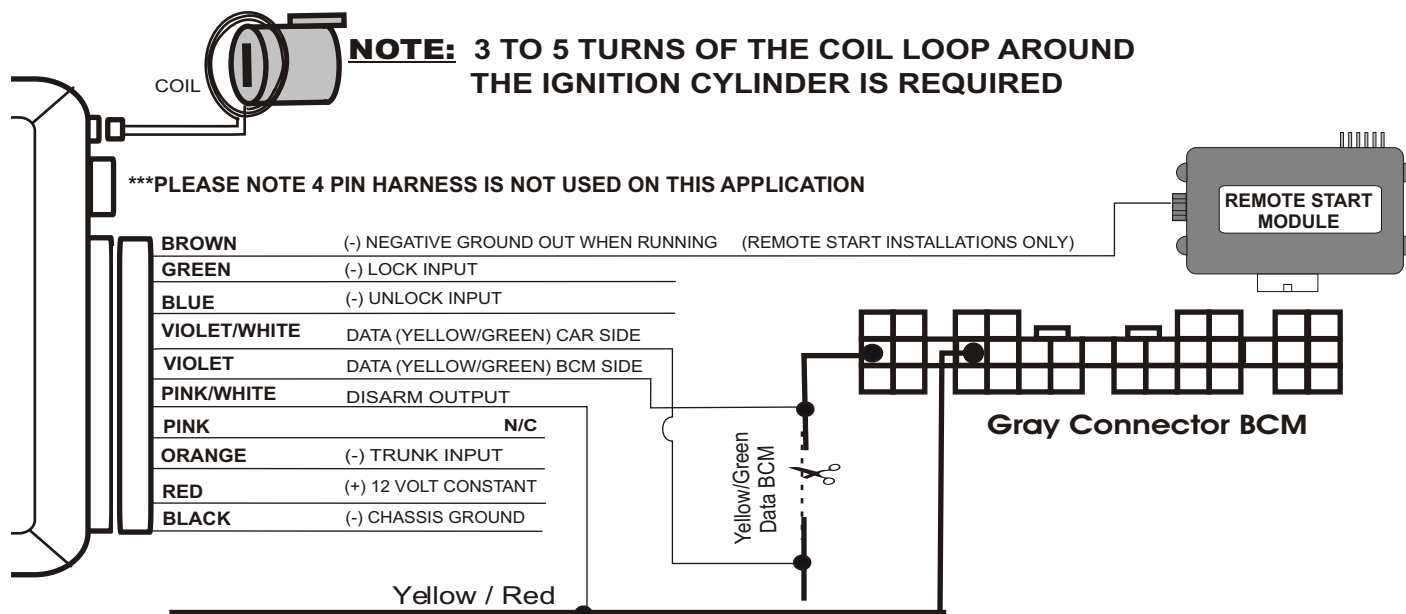 NOTE: 3 TO 5 TURNS OF THE COIL LOOP AROUND
THE IGNITION CYLINDER IS REQUIRED
COIL
***PLEASE NOTE 4 PIN HARNESS IS NOT USED ON THIS APPLICATION
REMOTE START
MODULE
BROWN (-) NEGATIVE GROUND OUT WHEN RUNNING (REMOTE START INSTALLATIONS ONLY)
GREEN (-) LOCK INPUT
BLUE (-) UNLOCK INPUT
VIOLET/WHITE DATA (YELLOW/GREEN) CAR SIDE
VIOLET DATA (YELLOW/GREEN) BCM SIDE
PINK/WHITE DISARM OUTPUT
PINK N/C
ORANGE (-) TRUNK INPUT
RED (+) 12 VOLT CONSTANT
BLACK (-) CHASSIS GROUND
Gray Connector BCM
Yellow/Green
Data BCM
Yellow / Red